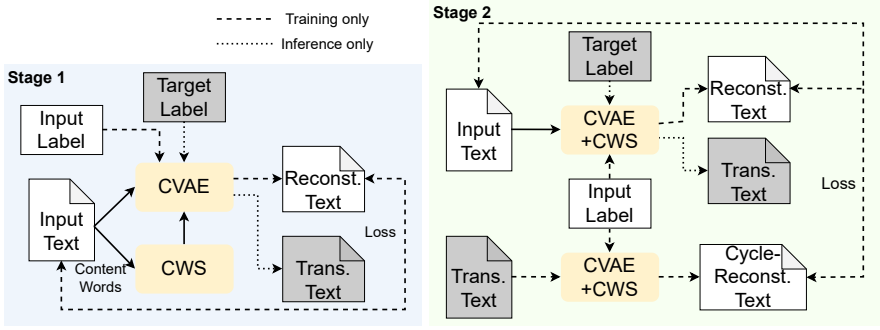 Training only
Inference only
Stage 1
Target
Label
Input
Label
CVAE
Input
Text
Reconst.
Text
Loss
Content
Words
CWS
Trans.
Text
Stage 2
Target
Label
Input
Text
CVAE
+CWS
Reconst.
Text
Trans.
Text
Input
Label
Loss
Trans.
Text
CVAE
+CWS
Cycle-
Reconst.
Text